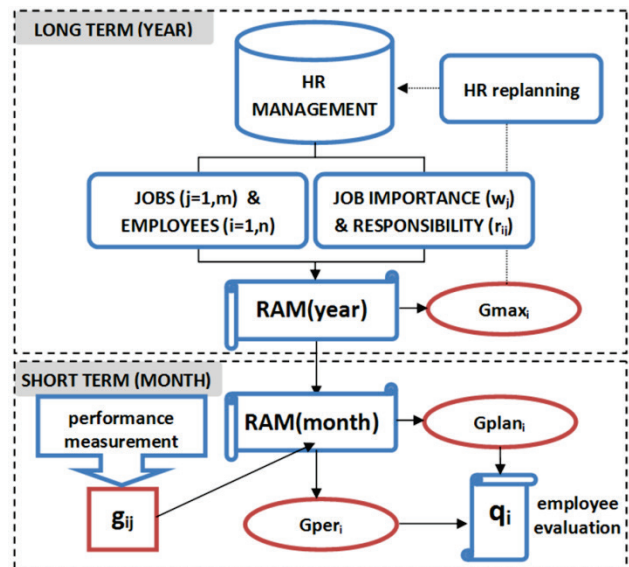 LONG TERM (YEAR)
HR
MANAGEMENT
HR replanning
JOBS (j=1,m) &
EMPLOYEES (i=1,n)
JOB IMPORTANCE (wj)
& RESPONSIBILITY (rij)
RAM(year)
Gmaxi
SHORT TERM (MONTH)
performance
measurement
RAM(month)
Gplani
gij
Gperi
qi
employee
evaluation